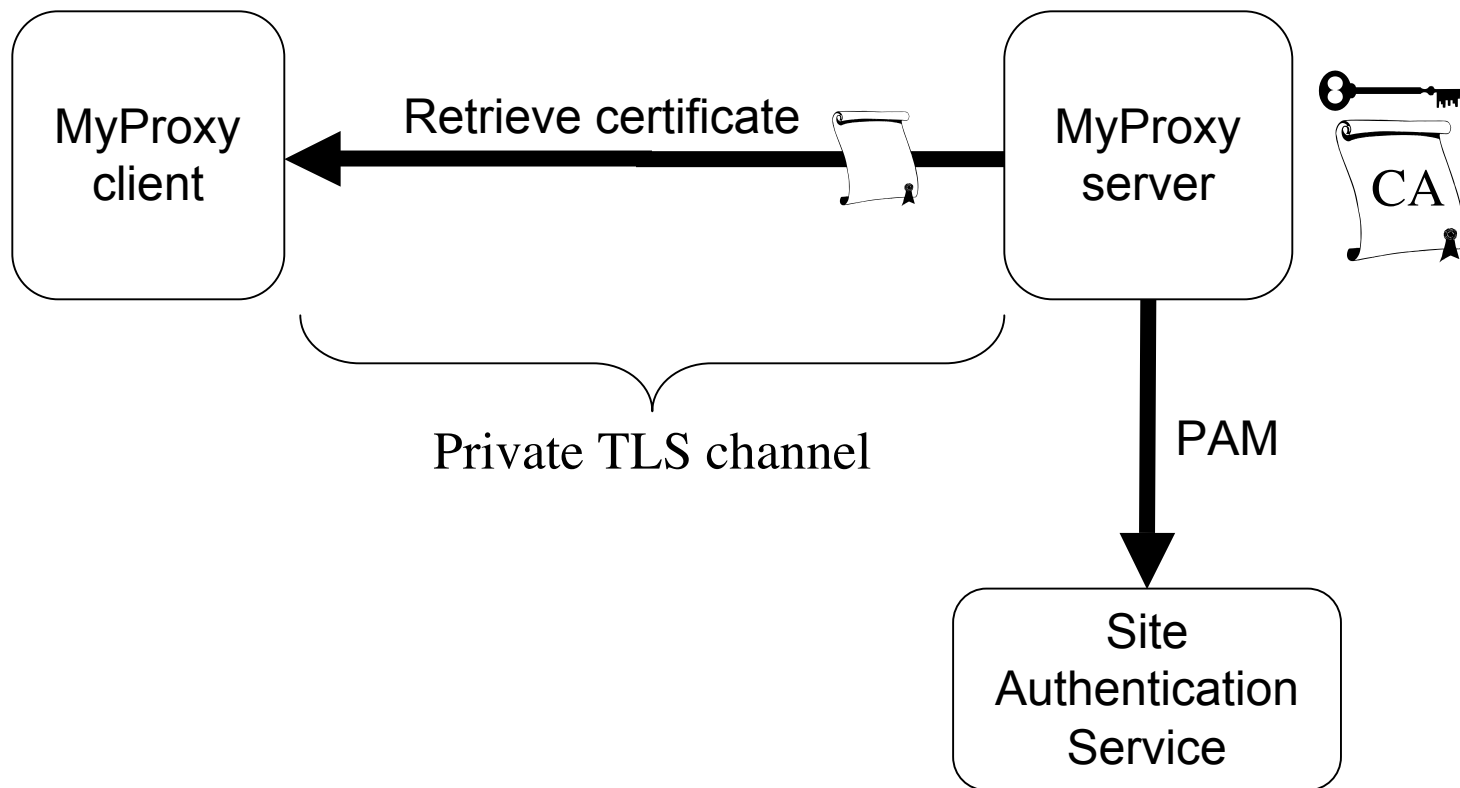 MyProxy
client
Retrieve certificate
MyProxy
server
CA
Private TLS channel
PAM
Site
Authentication
Service